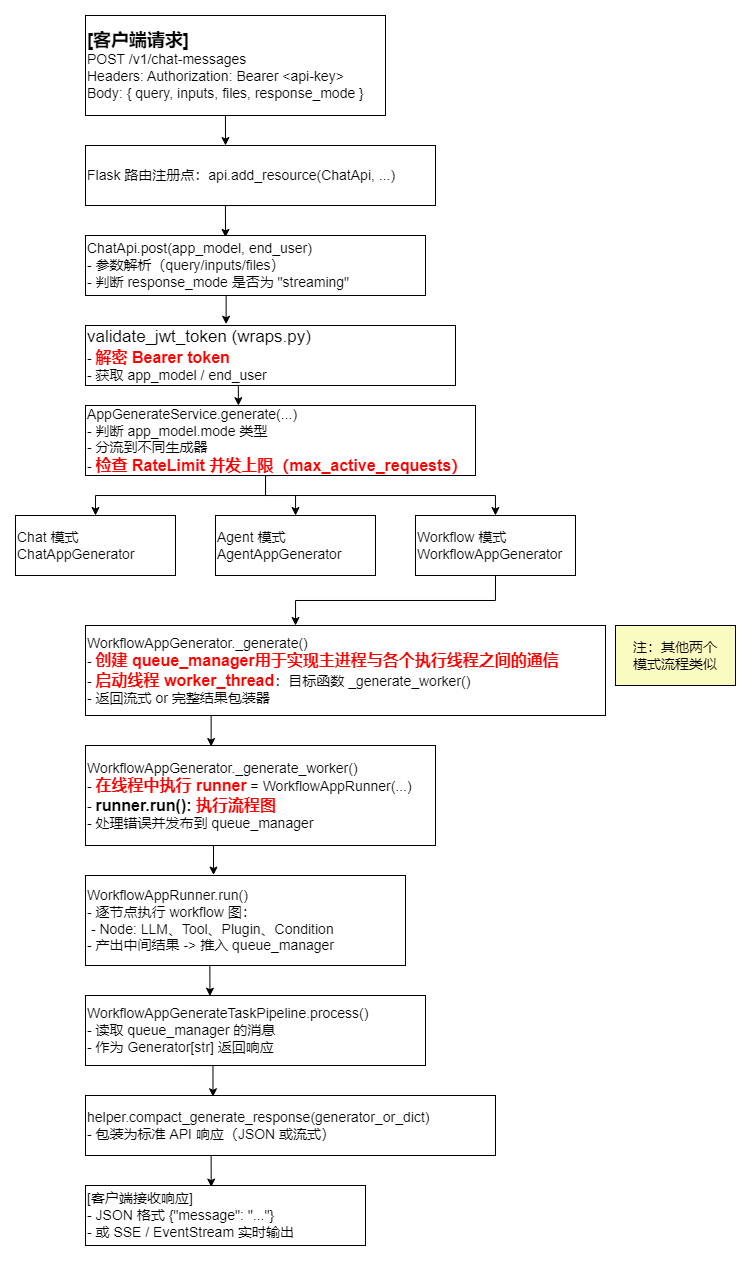 [客户端请求]
POST /v1/chat-messages
Headers: Authorization: Bearer <api-key>
Body: { query, inputs, files, response_mode }
Flask 路由注册点：api.add_resource(ChatApi, ...)
ChatApi.post(app_model, end_user)
- 参数解析（query/inputs/files）
- 判断 response_mode 是否为 "streaming"
validate_jwt_token (wraps.py)
- 解密 Bearer token
- 获取 app_model / end_user
AppGenerateService.generate(...)
- 判断 app_model.mode 类型
- 分流到不同生成器
- 检查 RateLimit 并发上限（max_active_requests）
Chat 模式
ChatAppGenerator
Agent 模式
AgentAppGenerator
Workflow 模式
WorkflowAppGenerator
WorkflowAppGenerator._generate()
- 创建 queue_manager用于实现主进程与各个执行线程之间的通信
- 启动线程 worker_thread：目标函数 _generate_worker()
- 返回流式 or 完整结果包装器
注：其他两个
模式流程类似
WorkflowAppGenerator._generate_worker()
- 在线程中执行 runner = WorkflowAppRunner(...)
- runner.run(): 执行流程图
- 处理错误并发布到 queue_manager
WorkflowAppRunner.run()
- 逐节点执行 workflow 图：
- Node: LLM、Tool、Plugin、Condition
- 产出中间结果 -> 推入 queue_manager
WorkflowAppGenerateTaskPipeline.process()
- 读取 queue_manager 的消息
- 作为 Generator[str] 返回响应
helper.compact_generate_response(generator_or_dict)
- 包装为标准 API 响应（JSON 或流式）
[客户端接收响应]
- JSON 格式 {"message": "..."}
- 或 SSE / EventStream 实时输出